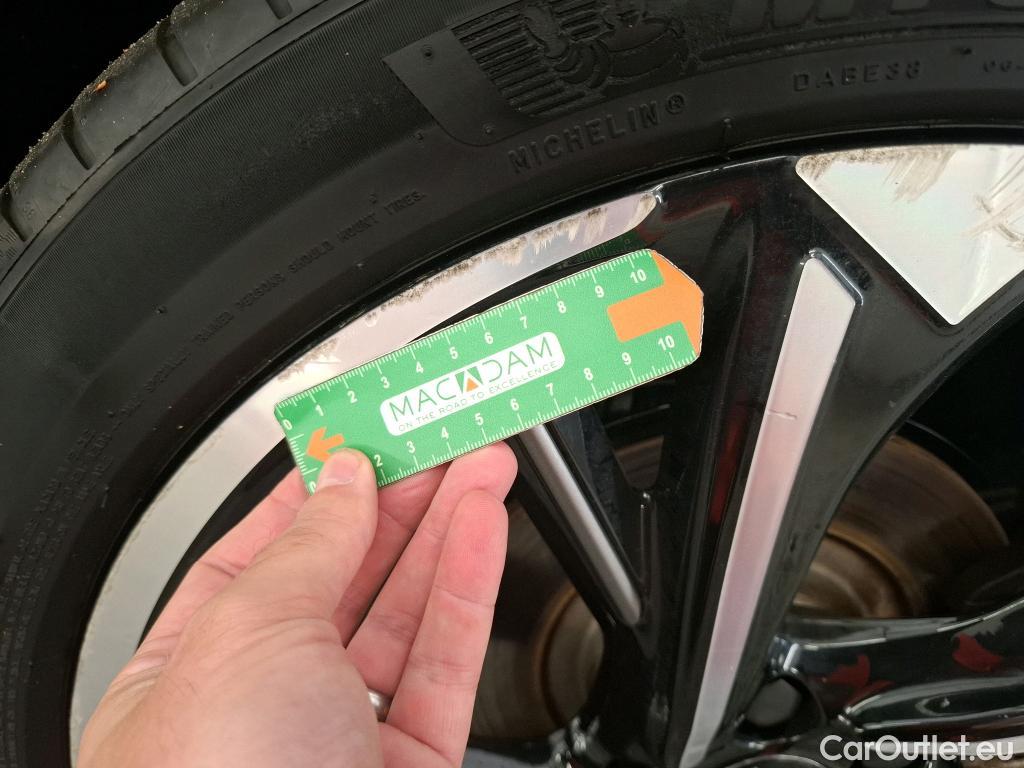 DABE38
MICHELIN®
SPECIALLY TRAINED PERSONS SHOULD MOUNT TIRES.
0 1 2 3 4 5 6 7 8 9 10
MACADAM
ON THE ROAD TO EXCELLENCE
0 2 3 4 5 6 7 8 9 10
CarOutlet.eu